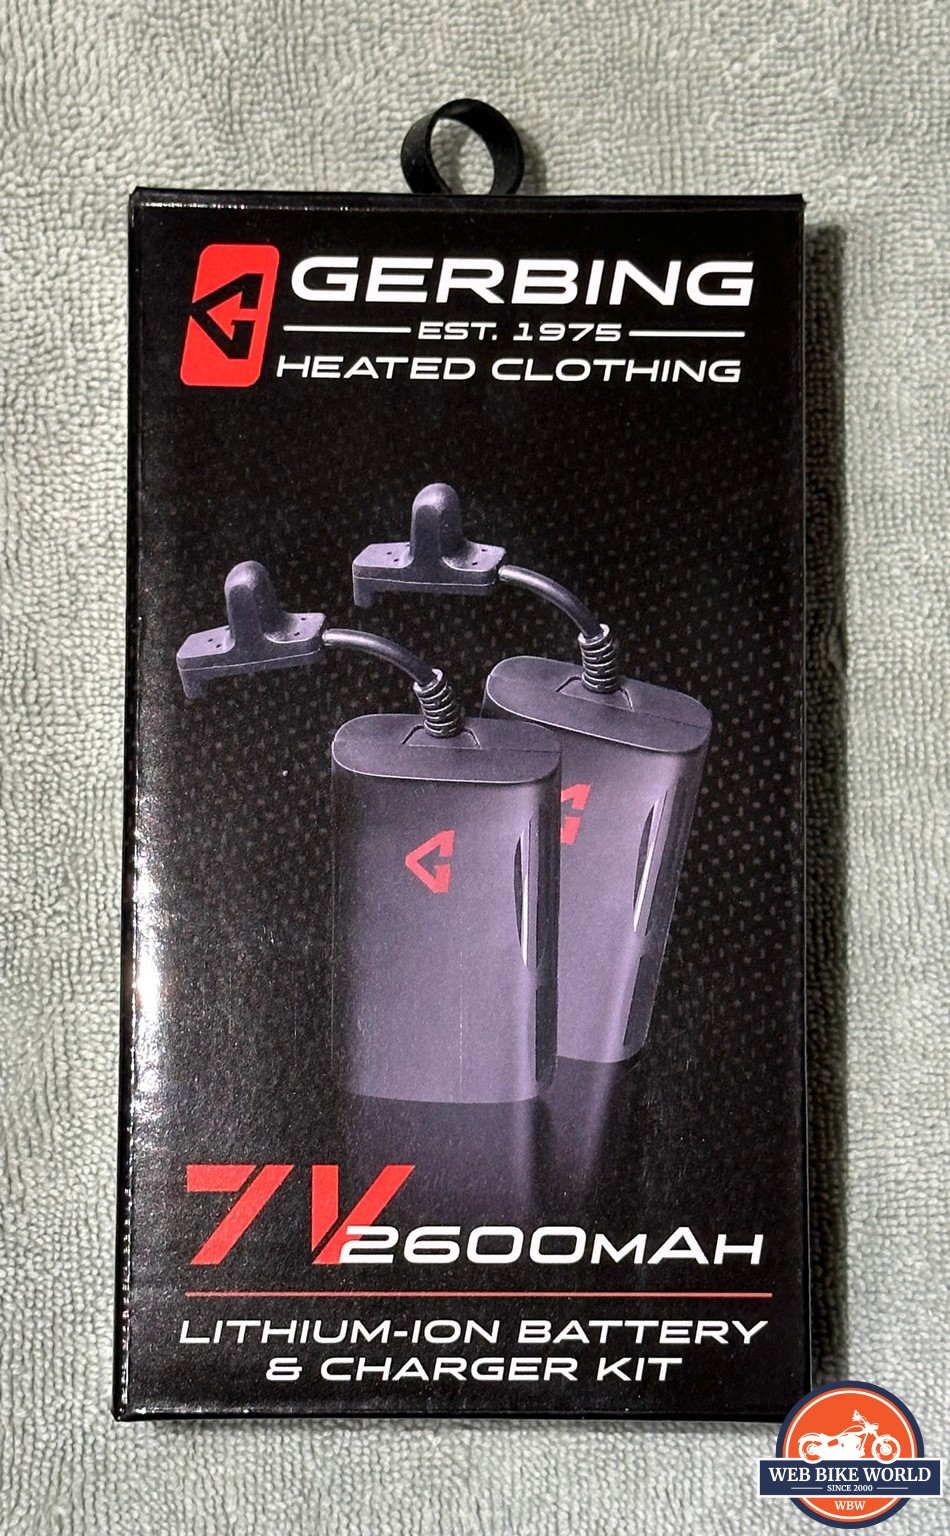 GERBING
EST. 1975
HEATED CLOTHING
7V 2600MAH
LITHIUM-ION BATTERY
& CHARGER KIT
WEB BIKE WORLD
SINCE 2000
WBW